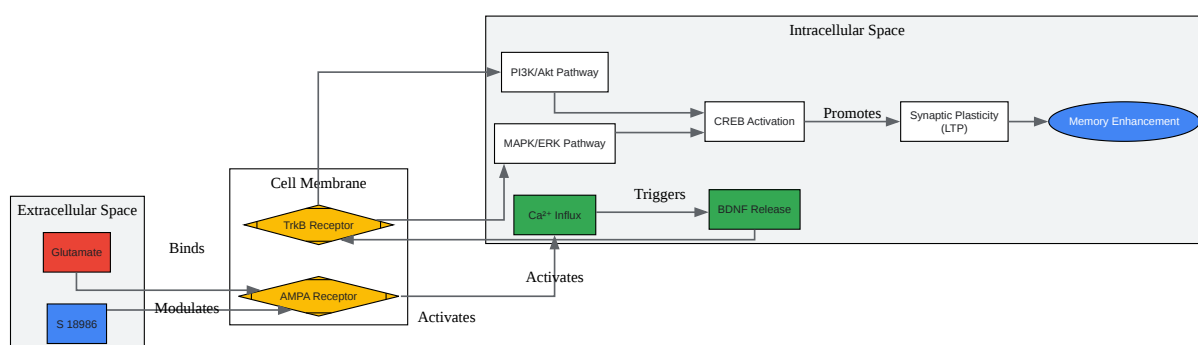 Intracellular Space
PI3K/Akt Pathway
CREB Activation
Promotes
Synaptic Plasticity
(LTP)
Memory Enhancement
MAPK/ERK Pathway
Cell Membrane
TrkB Receptor
Ca²⁺ Influx
Triggers
BDNF Release
Extracellular Space
Glutamate
Binds
AMPA Receptor
Activates
S 18986
Modulates
Activates